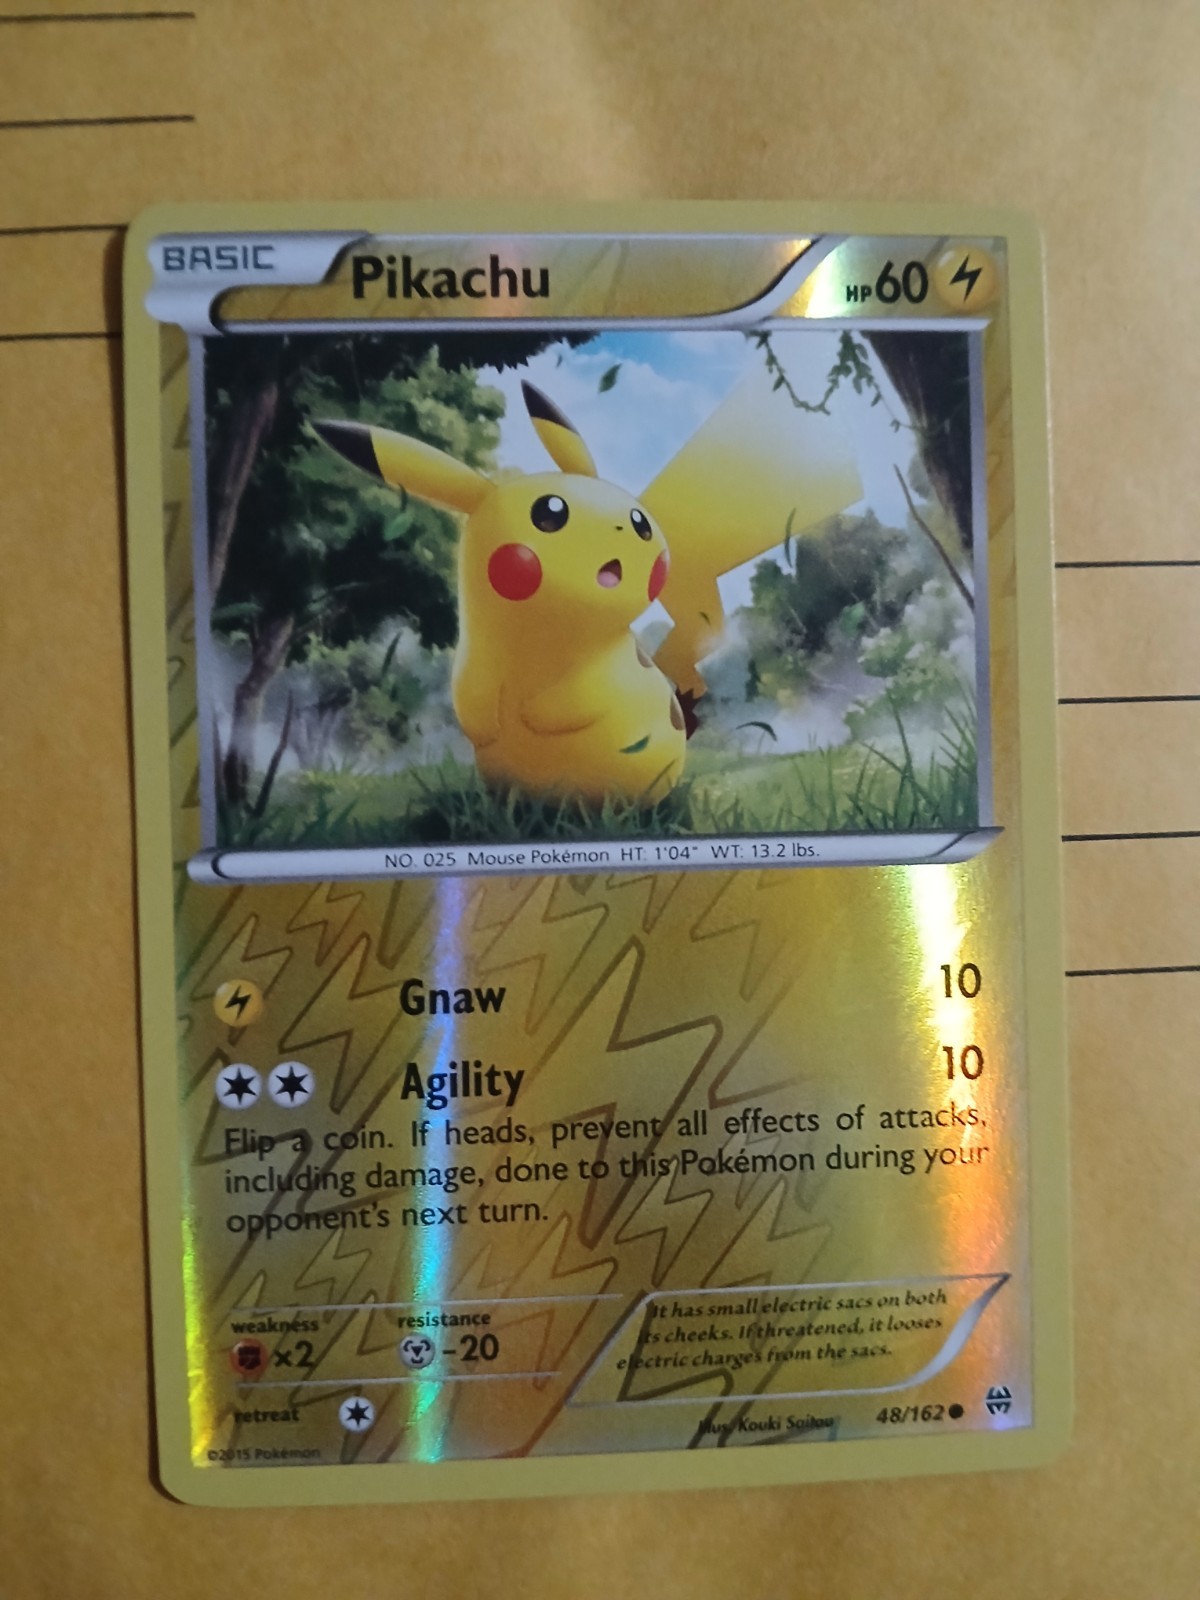 BASIC
Pikachu
HP60
NO. 025 Mouse Pokémon HT: 1'04" WT: 13.2 lbs.
Gnaw 10
Agility 10
Flip a coin. If heads, prevent all effects of attacks,
including damage, done to this Pokémon during your
opponent's next turn.
weakness
×2
resistance
-20
retreat
It has small electric sacs on both
its cheeks. If threatened, it looses
electric charges from the sacs.
Illus. Kouki Saitou
48/162
©2015 Pokémon